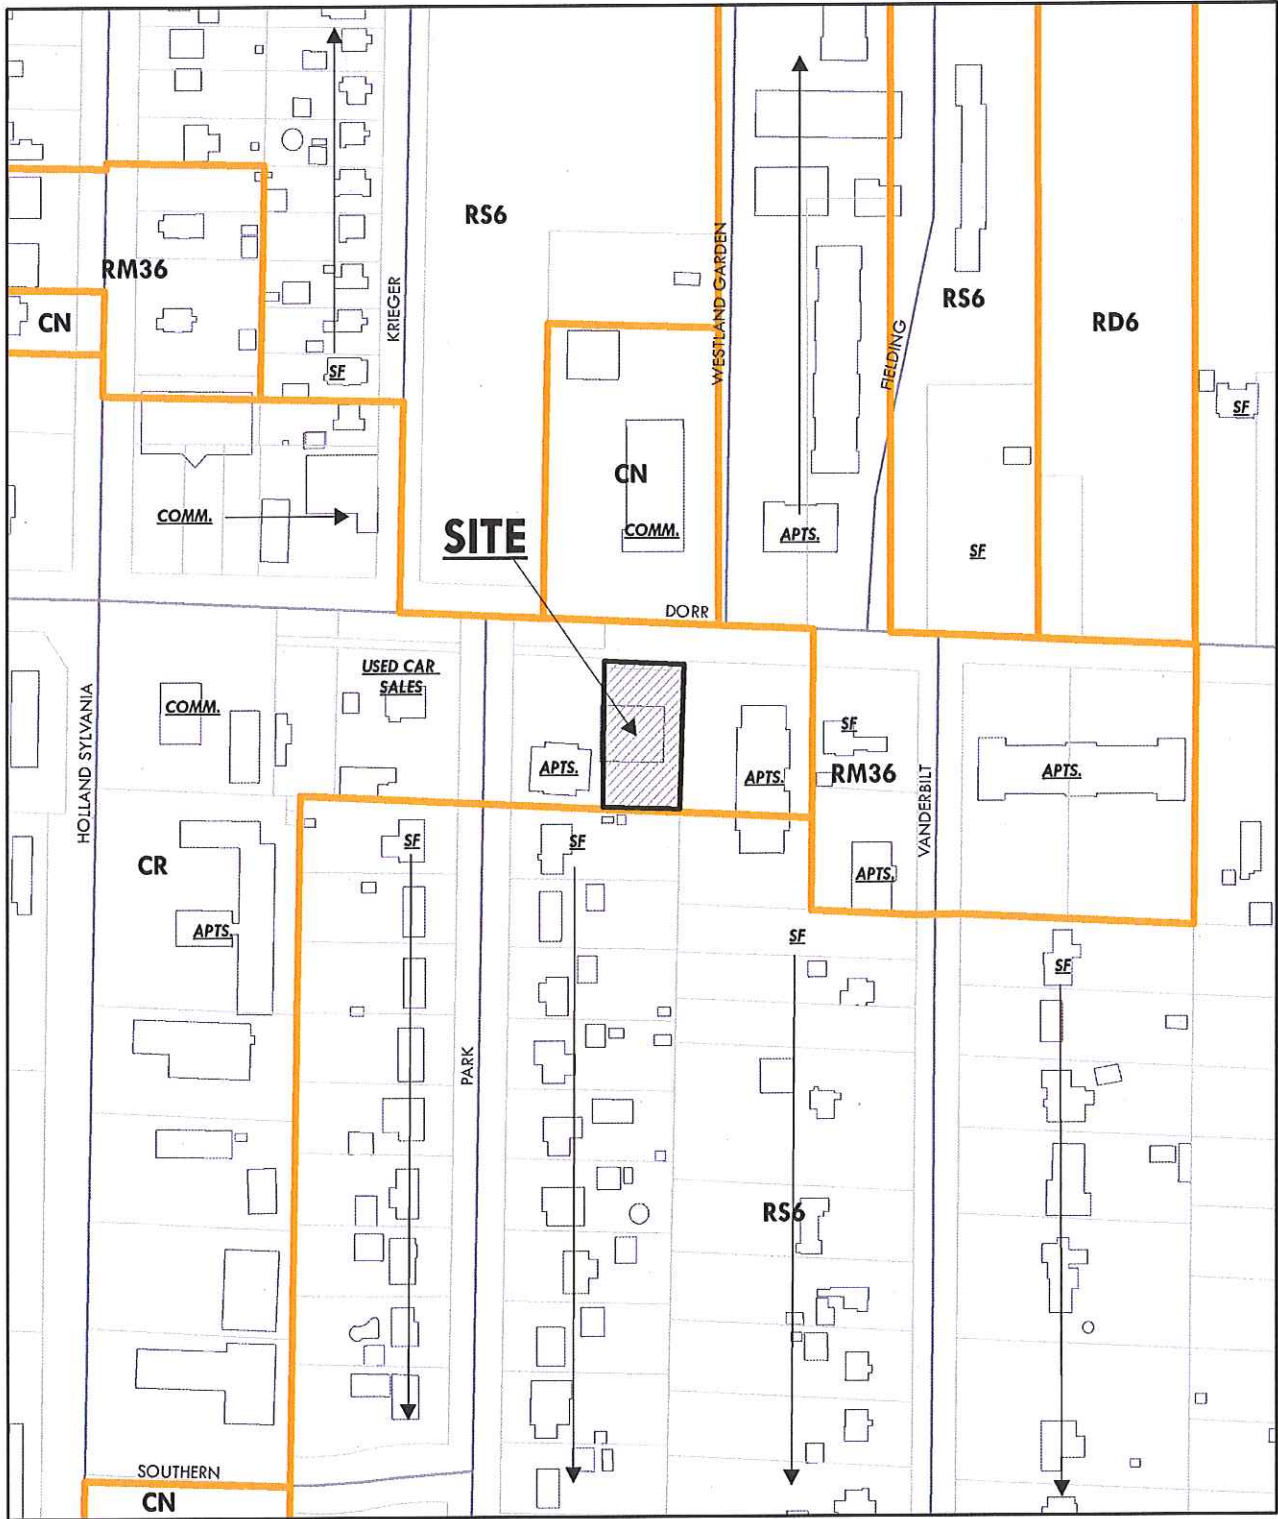 RS6
RM36
CN
KRIEGER
SF
WESTLAND GARDEN
FIELDING
RS6
RD6
SF
CN
COMM.
COMM.
SITE
APTS.
SF
DORR
HOLLAND SYLVANIA
COMM.
USED CAR
SALES
APTS.
APTS.
SF
RM36
VANDERBILT
APTS.
APTS.
CR
APTS.
SF
SF
SF
SF
PARK
RS6
SOUTHERN
CN